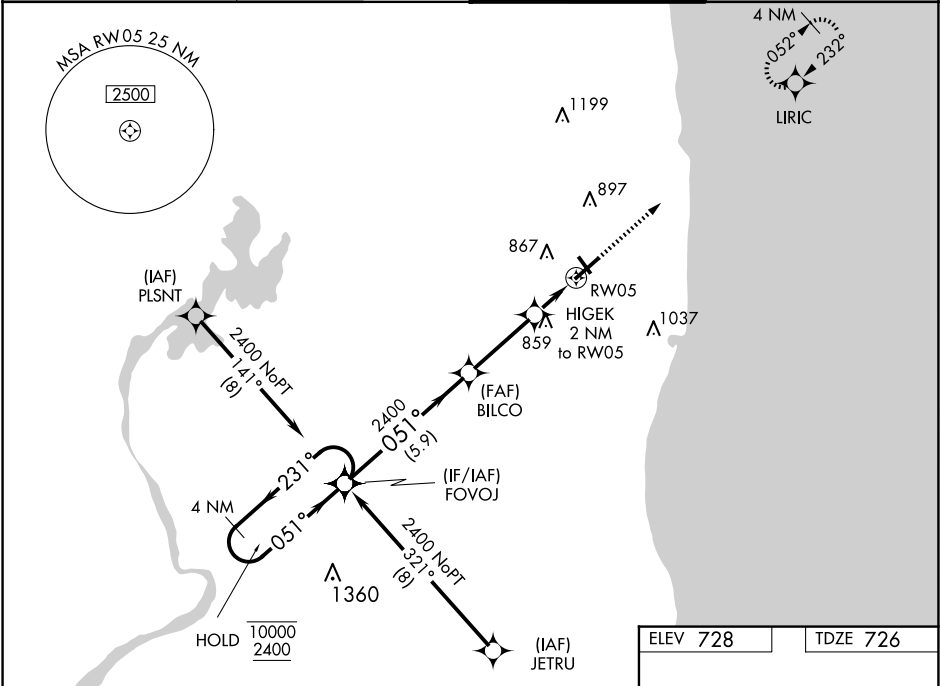 MSA RW05 25 NM
2500
4 NM
052°
232°
LIRIC
1199
897
867
(IAF)
PLSNT
RW05
HIGEK
2 NM
to RW05
859
1037
2400 NoPT
141°
(8)
(FAF)
BILCO
2400
051°
(5.9)
231°
(IF/IAF)
FOVOJ
4 NM
051°
2400 NoPT
321°
(8)
1360
HOLD
10000
2400
(IAF)
JETRU
ELEV 728
TDZE 726